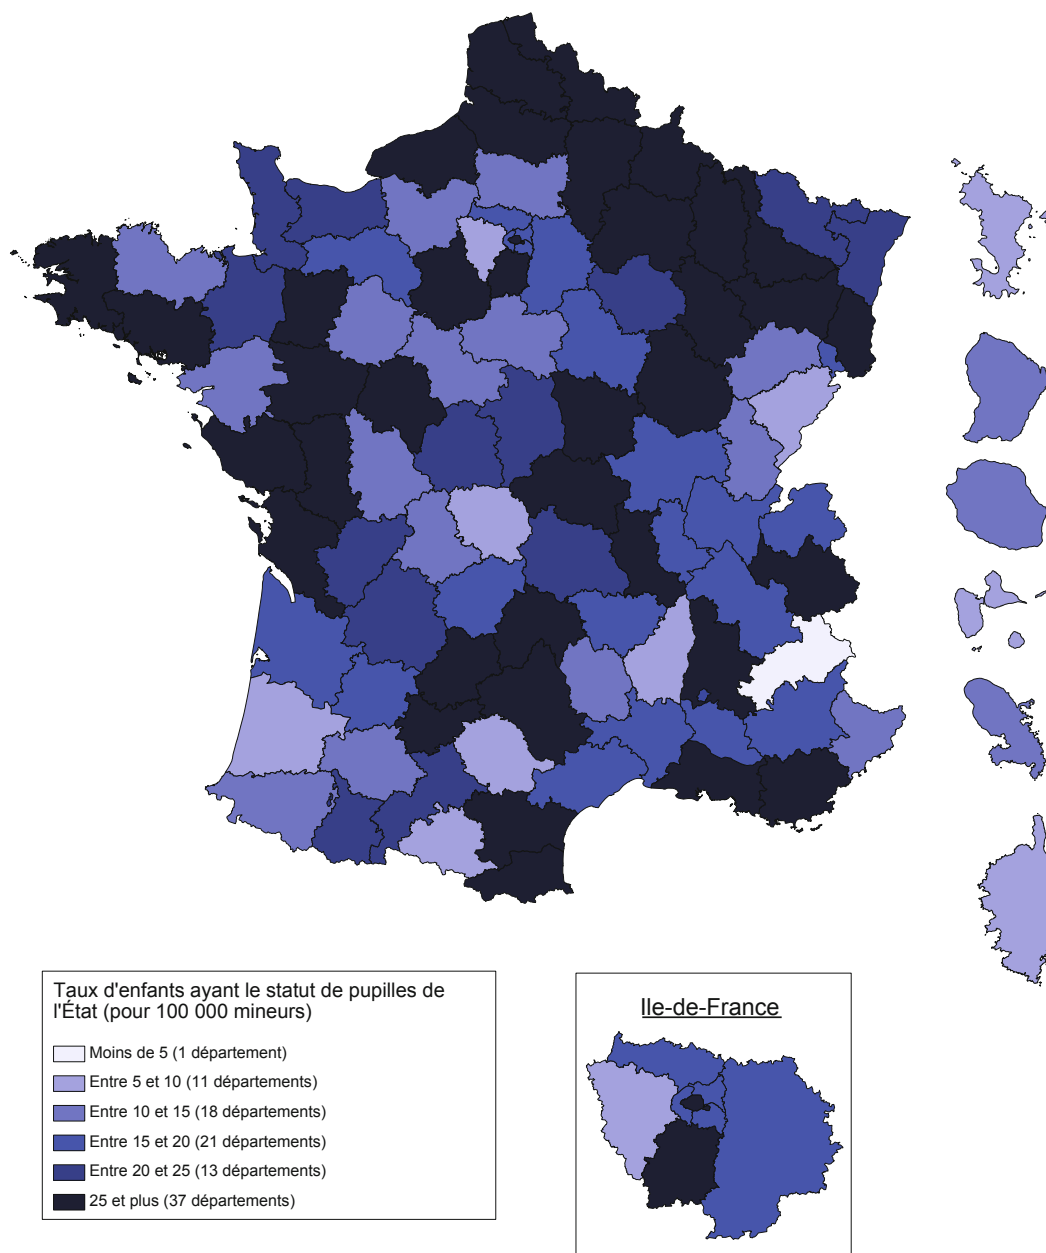 Taux d'enfants ayant le statut de pupilles de
l'État (pour 100 000 mineurs)
Moins de 5 (1 département)
Entre 5 et 10 (11 départements)
Entre 10 et 15 (18 départements)
Entre 15 et 20 (21 départements)
Entre 20 et 25 (13 départements)
25 et plus (37 départements)
Ile-de-France